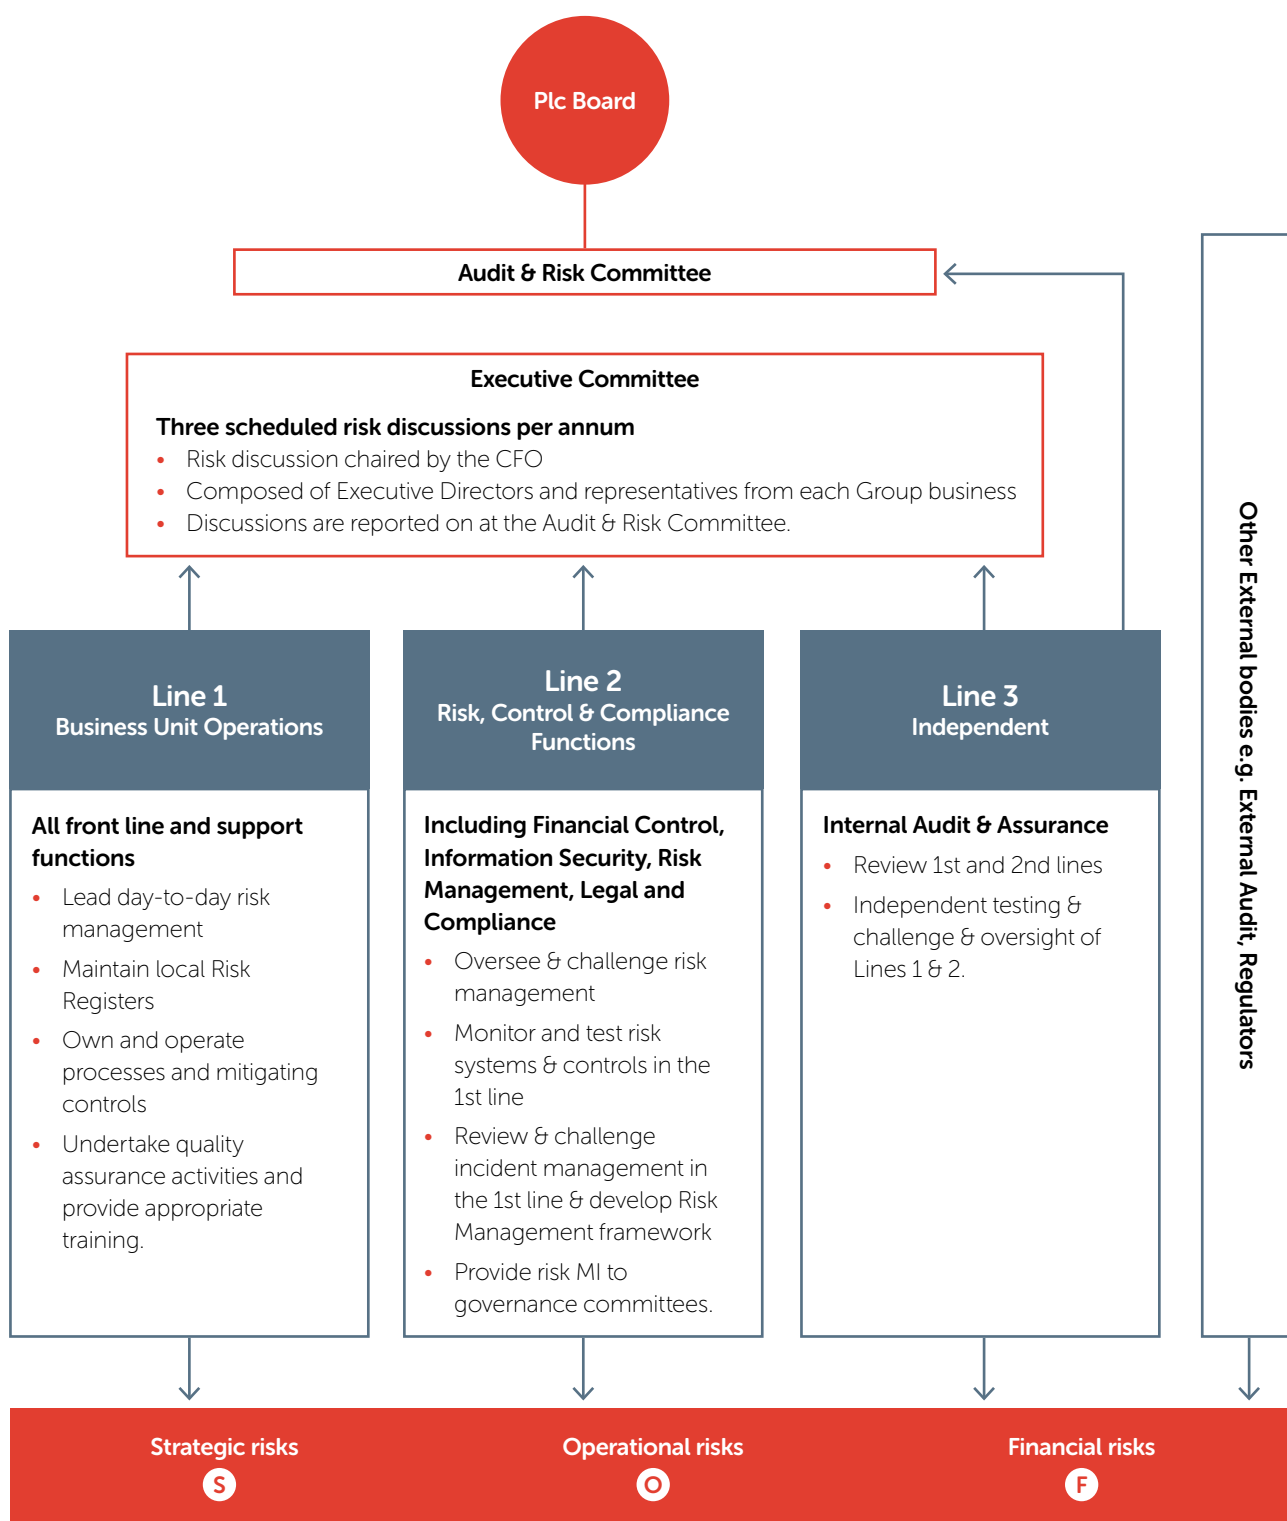 Plc Board
Audit & Risk Committee
Executive Committee
Three scheduled risk discussions per annum
• Risk discussion chaired by the CFO
• Composed of Executive Directors and representatives from each Group business
• Discussions are reported on at the Audit & Risk Committee.
Line 1
Business Unit Operations
All front line and support
functions
• Lead day-to-day risk
management
• Maintain local Risk
Registers
• Own and operate
processes and mitigating
controls
• Undertake quality
assurance activities and
provide appropriate
training.
Line 2
Risk, Control & Compliance
Functions
Including Financial Control,
Information Security, Risk
Management, Legal and
Compliance
• Oversee & challenge risk
management
• Monitor and test risk
systems & controls in the
1st line
• Review & challenge
incident management in
the 1st line & develop Risk
Management framework
• Provide risk MI to
governance committees.
Line 3
Independent
Internal Audit & Assurance
• Review 1st and 2nd lines
• Independent testing &
challenge & oversight of
Lines 1 & 2.
Other External bodies e.g. External Audit, Regulators
Strategic risks
S
Operational risks
O
Financial risks
F